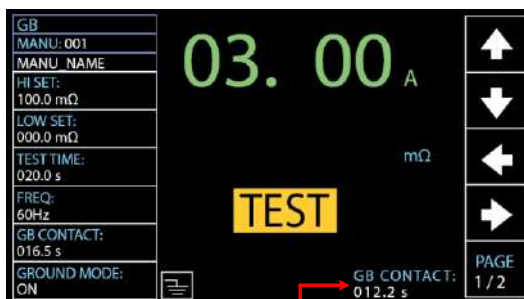 GB
MANU: 001
MANU_NAME
HI SET:
100.0 mΩ
LOW SET:
000.0 mΩ
TEST TIME:
020.0 s
FREQ:
60Hz
GB CONTACT:
016.5 s
GROUND MODE:
ON
03. 00 A
mΩ
TEST
GB CONTACT:
012.2 s
PAGE
1 / 2